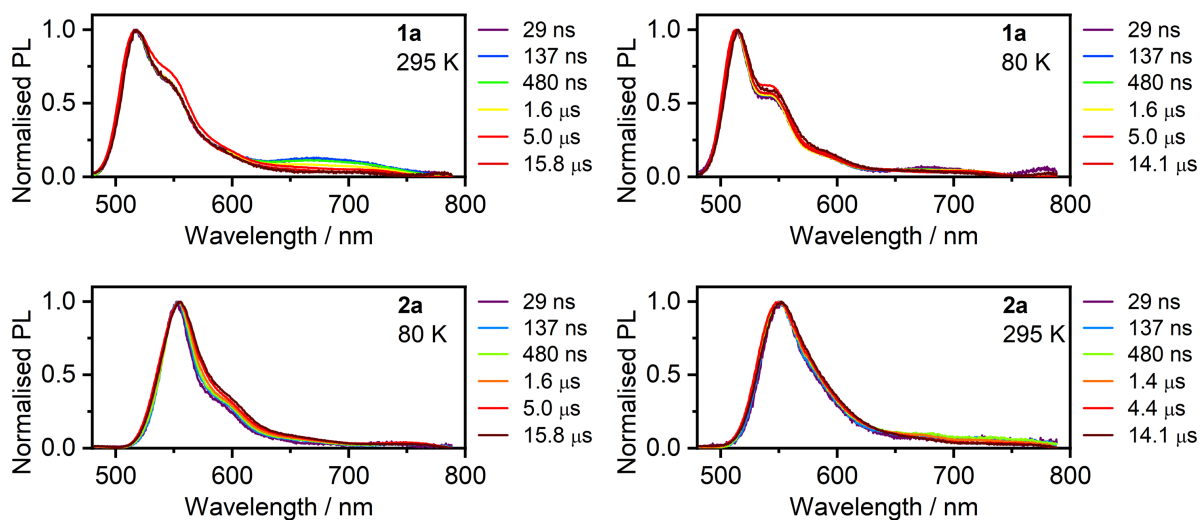 1a
295 K
Normalised PL
1.0
0.5
0.0
500
600
700
800
Wavelength / nm
29 ns
137 ns
480 ns
1.6 μs
5.0 μs
15.8 μs
1a
80 K
Normalised PL
1.0
0.5
0.0
500
600
700
800
Wavelength / nm
29 ns
137 ns
480 ns
1.6 μs
5.0 μs
14.1 μs
2a
80 K
Normalised PL
1.0
0.5
0.0
500
600
700
800
Wavelength / nm
29 ns
137 ns
480 ns
1.6 μs
5.0 μs
15.8 μs
2a
295 K
Normalised PL
1.0
0.5
0.0
500
600
700
800
Wavelength / nm
29 ns
137 ns
480 ns
1.4 μs
4.4 μs
14.1 μs